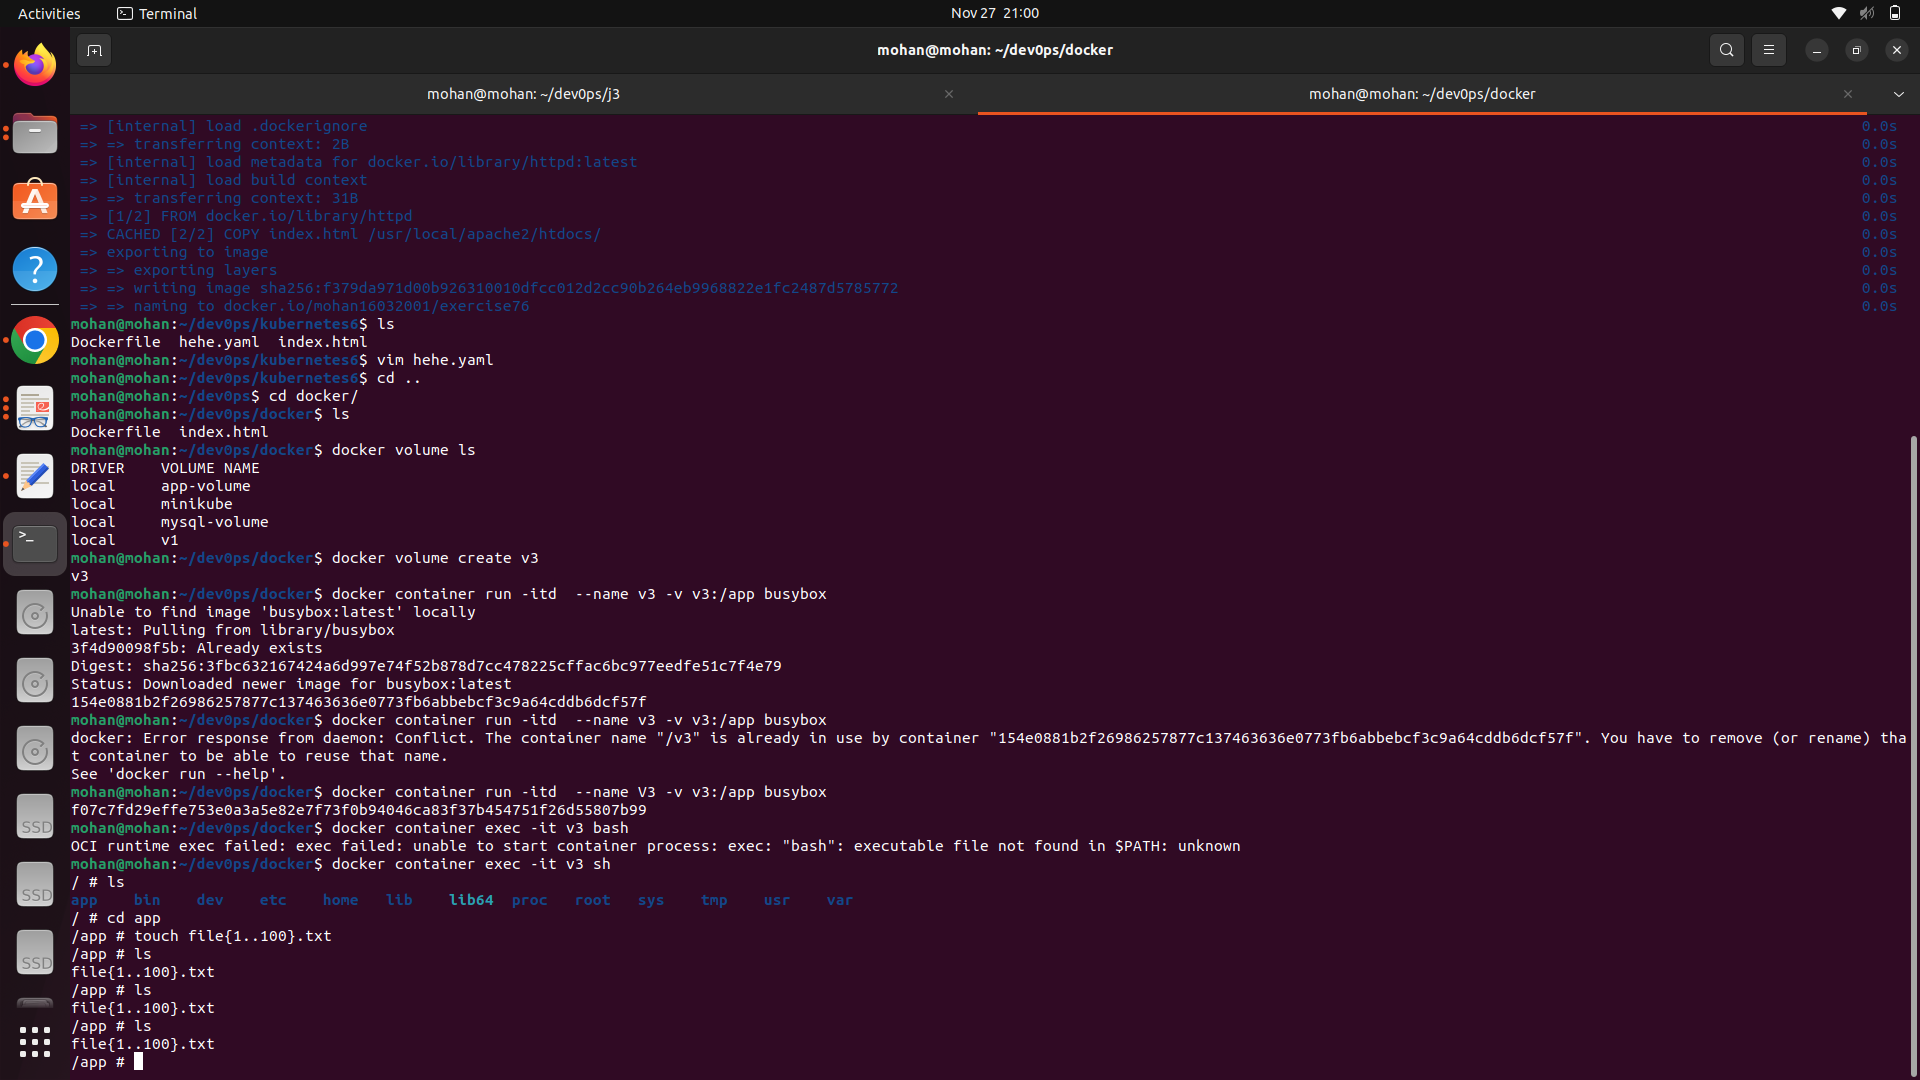 Activities
Terminal
Nov 27 21:00
mohan@mohan: ~/dev0ps/docker
mohan@mohan: ~/dev0ps/j3
mohan@mohan: ~/dev0ps/docker
=> [internal] load .dockerignore 0.0s
=> => transferring context: 2B 0.0s
=> [internal] load metadata for docker.io/library/httpd:latest 0.0s
=> [internal] load build context 0.0s
=> => transferring context: 31B 0.0s
=> [1/2] FROM docker.io/library/httpd 0.0s
=> CACHED [2/2] COPY index.html /usr/local/apache2/htdocs/ 0.0s
=> exporting to image 0.0s
=> => exporting layers 0.0s
=> => writing image sha256:f379da971d00b926310010dfcc012d2cc90b264eb9968822e1fc2487d5785772 0.0s
=> => naming to docker.io/mohan16032001/exercise76 0.0s
mohan@mohan:~/dev0ps/kubernetes6$ ls
Dockerfile  hehe.yaml  index.html
mohan@mohan:~/dev0ps/kubernetes6$ vim hehe.yaml
mohan@mohan:~/dev0ps/kubernetes6$ cd ..
mohan@mohan:~/dev0ps$ cd docker/
mohan@mohan:~/dev0ps/docker$ ls
Dockerfile  index.html
mohan@mohan:~/dev0ps/docker$ docker volume ls
DRIVER    VOLUME NAME
local     app-volume
local     minikube
local     mysql-volume
local     v1
mohan@mohan:~/dev0ps/docker$ docker volume create v3
v3
mohan@mohan:~/dev0ps/docker$ docker container run -itd  --name v3 -v v3:/app busybox
Unable to find image 'busybox:latest' locally
latest: Pulling from library/busybox
3f4d90098f5b: Already exists
Digest: sha256:3fbc632167424a6d997e74f52b878d7cc478225cffac6bc977eedfe51c7f4e79
Status: Downloaded newer image for busybox:latest
154e0881b2f26986257877c137463636e0773fb6abbebcf3c9a64cddb6dcf57f
mohan@mohan:~/dev0ps/docker$ docker container run -itd  --name v3 -v v3:/app busybox
docker: Error response from daemon: Conflict. The container name "/v3" is already in use by container "154e0881b2f26986257877c137463636e0773fb6abbebcf3c9a64cddb6dcf57f". You have to remove (or rename) tha
t container to be able to reuse that name.
See 'docker run --help'.
mohan@mohan:~/dev0ps/docker$ docker container run -itd  --name V3 -v v3:/app busybox
f07c7fd29effe753e0a3a5e82e7f73f0b94046ca83f37b454751f26d55807b99
mohan@mohan:~/dev0ps/docker$ docker container exec -it v3 bash
OCI runtime exec failed: exec failed: unable to start container process: exec: "bash": executable file not found in $PATH: unknown
mohan@mohan:~/dev0ps/docker$ docker container exec -it v3 sh
/ # ls
app    bin    dev    etc    home   lib    lib64  proc   root   sys    tmp    usr    var
/ # cd app
/app # touch file{1..100}.txt
/app # ls
file{1..100}.txt
/app # ls
file{1..100}.txt
/app # ls
file{1..100}.txt
/app #
SSD
SSD
SSD